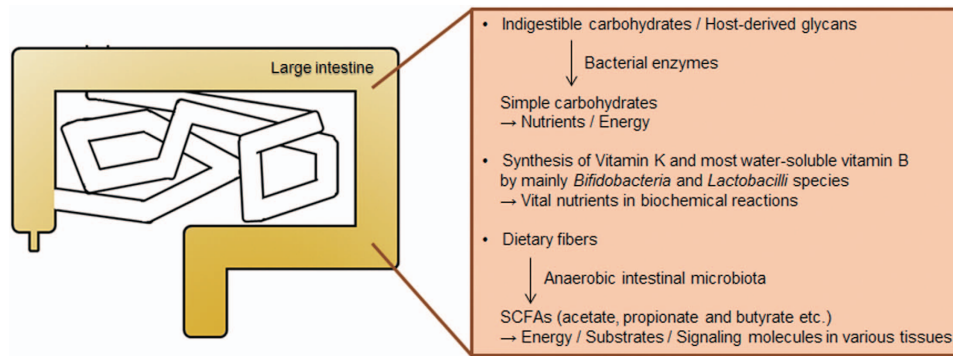 Large intestine
• Indigestible carbohydrates / Host-derived glycans
Bacterial enzymes
Simple carbohydrates
→ Nutrients / Energy
• Synthesis of Vitamin K and most water-soluble vitamin B
by mainly Bifidobacteria and Lactobacilli species
→ Vital nutrients in biochemical reactions
• Dietary fibers
Anaerobic intestinal microbiota
SCFAs (acetate, propionate and butyrate etc.)
→ Energy / Substrates / Signaling molecules in various tissues